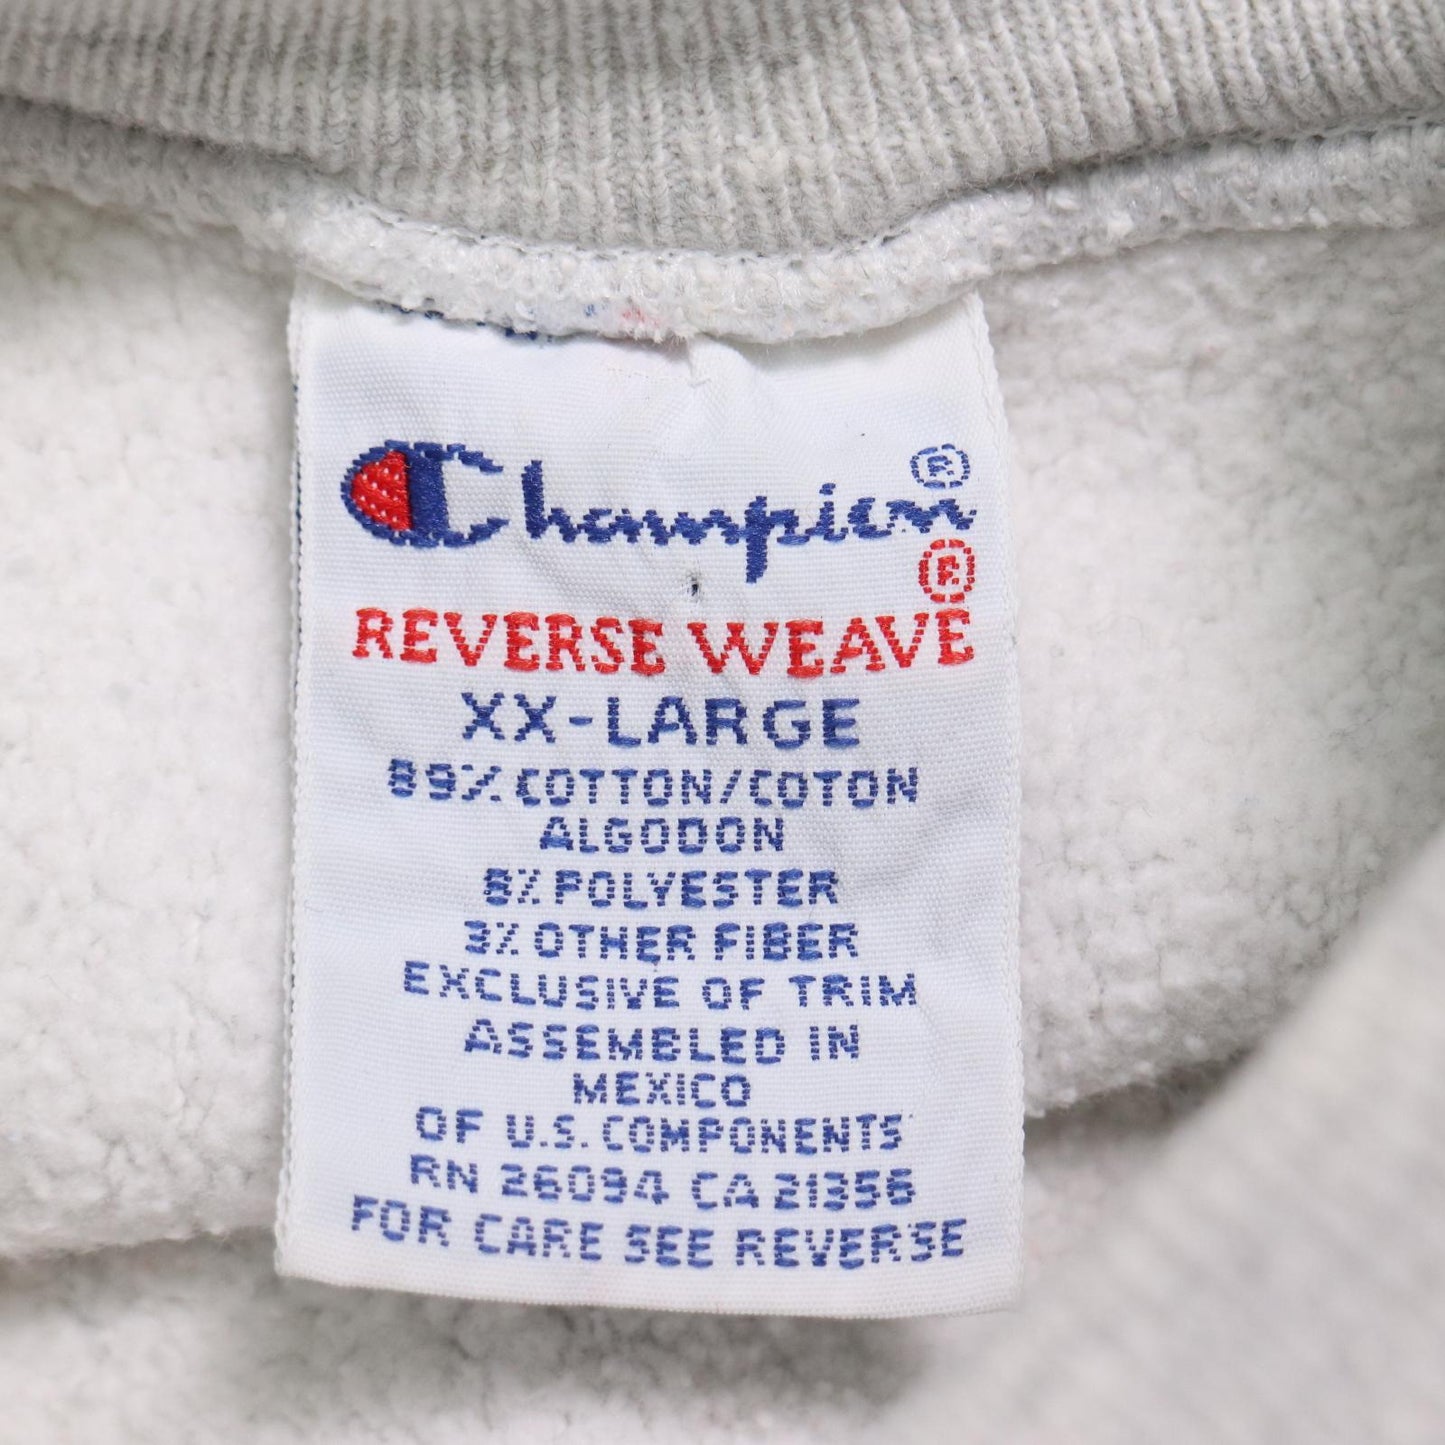 Champion®
REVERSE WEAVE®
XX-LARGE
89% COTTON/COTON
ALGODON
8% POLYESTER
3% OTHER FIBER
EXCLUSIVE OF TRIM
ASSEMBLED IN
MEXICO
OF U.S. COMPONENTS
RN 26094 CA 21356
FOR CARE SEE REVERSE